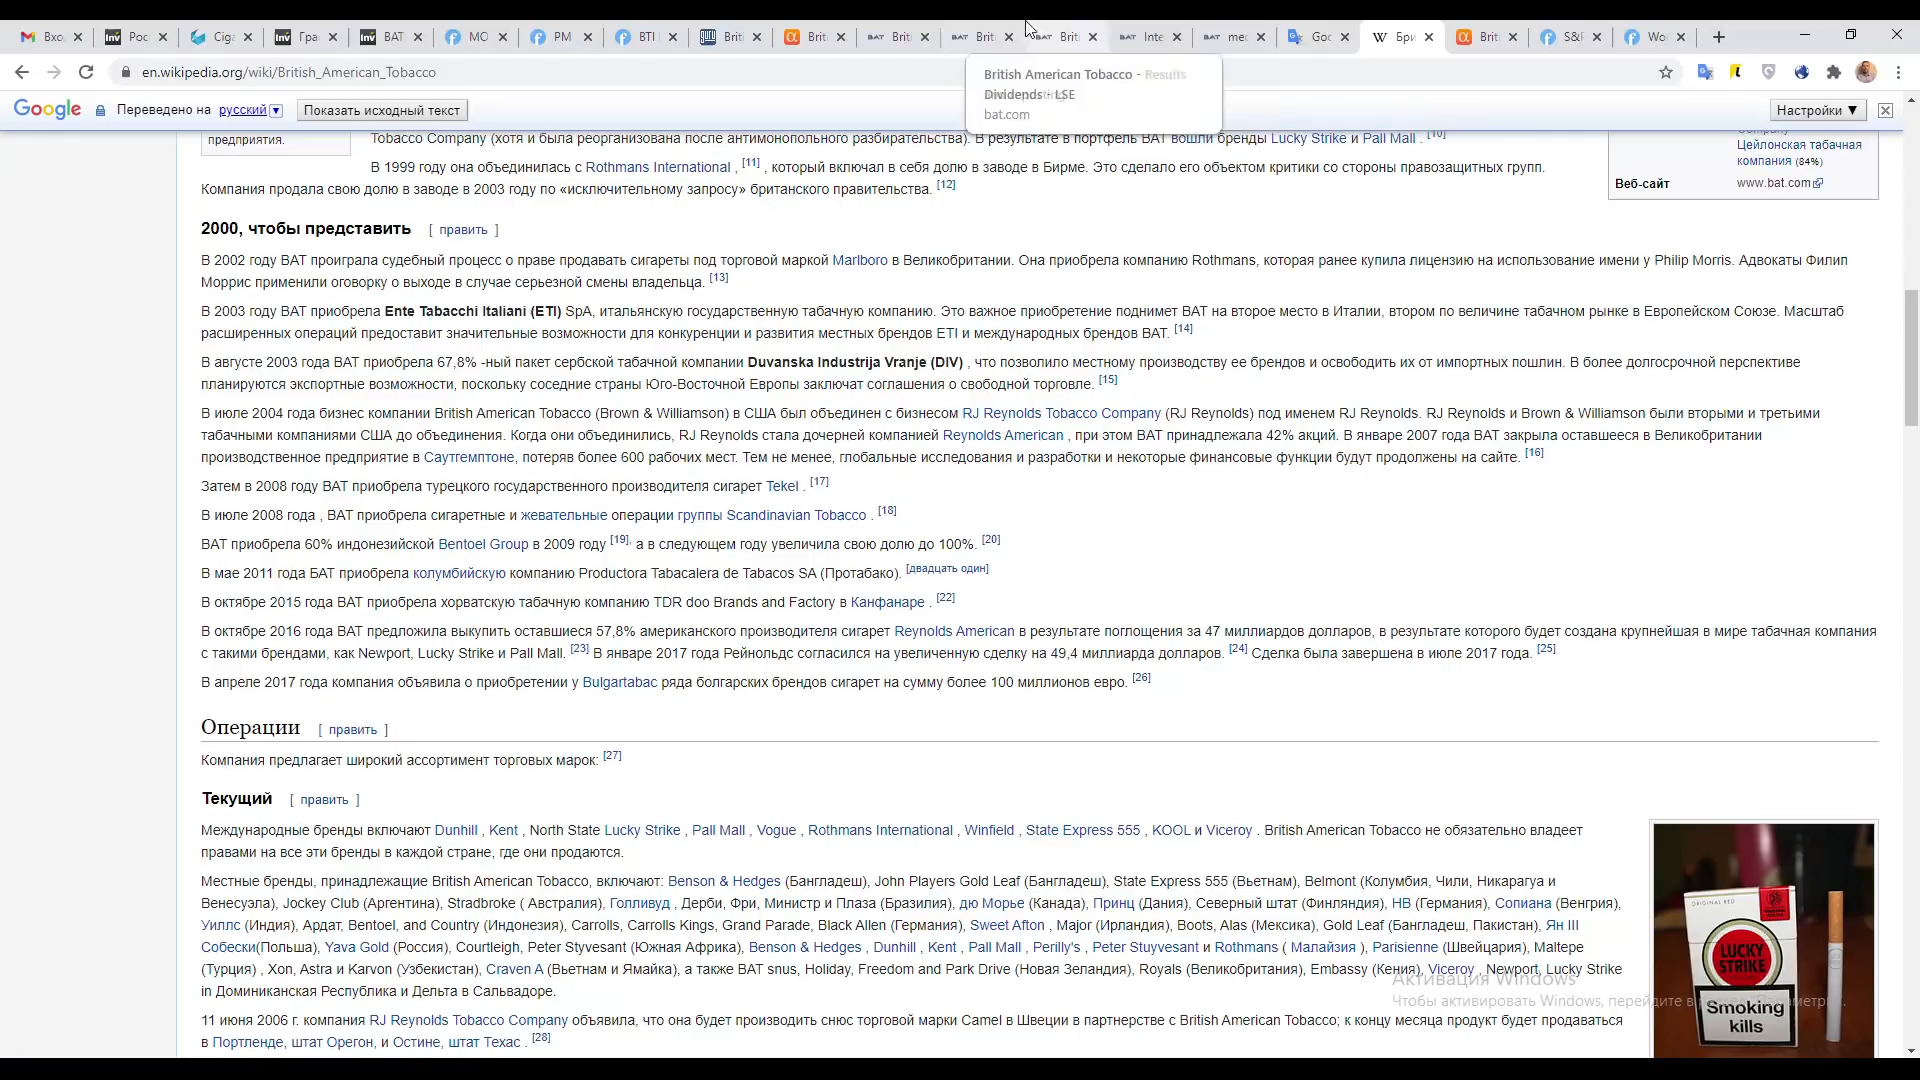 Вхо
Рос
Ciga
Гра
BAT
MO
PM
BTI
Briti
Briti
BAT Briti
BAT Briti
BAT Briti
BAT Inte
BAT mec
Goo
Бри
Briti
S&F
Wo
en.wikipedia.org/wiki/British_American_Tobacco
British American Tobacco - Results
Dividends - LSE
bat.com
Google Переведено на русский Показать исходный текст
Настройки ▼
предприятия.
Tobacco Company (хотя и была реорганизована после антимонопольного разбирательства). В результате в портфель BAT вошли бренды Lucky Strike и Pall Mall . [10]
В 1999 году она объединилась с Rothmans International , [11] , который включал в себя долю в заводе в Бирме. Это сделало его объектом критики со стороны правозащитных групп.
Компания продала свою долю в заводе в 2003 году по «исключительному запросу» британского правительства. [12]
Company
Цейлонская табачная
компания (84%)
Веб-сайт www.bat.com
2000, чтобы представить [ править ]
В 2002 году BAT проиграла судебный процесс о праве продавать сигареты под торговой маркой Marlboro в Великобритании. Она приобрела компанию Rothmans, которая ранее купила лицензию на использование имени у Philip Morris. Адвокаты Филип
Моррис применили оговорку о выходе в случае серьезной смены владельца. [13]
В 2003 году BAT приобрела Ente Tabacchi Italiani (ETI) SpA, итальянскую государственную табачную компанию. Это важное приобретение поднимет BAT на второе место в Италии, втором по величине табачном рынке в Европейском Союзе. Масштаб
расширенных операций предоставит значительные возможности для конкуренции и развития местных брендов ETI и международных брендов BAT. [14]
В августе 2003 года BAT приобрела 67,8% -ный пакет сербской табачной компании Duvanska Industrija Vranje (DIV) , что позволило местному производству ее брендов и освободить их от импортных пошлин. В более долгосрочной перспективе
планируются экспортные возможности, поскольку соседние страны Юго-Восточной Европы заключат соглашения о свободной торговле. [15]
В июле 2004 года бизнес компании British American Tobacco (Brown & Williamson) в США был объединен с бизнесом RJ Reynolds Tobacco Company (RJ Reynolds) под именем RJ Reynolds. RJ Reynolds и Brown & Williamson были вторыми и третьими
табачными компаниями США до объединения. Когда они объединились, RJ Reynolds стала дочерней компанией Reynolds American , при этом BAT принадлежала 42% акций. В январе 2007 года BAT закрыла оставшееся в Великобритании
производственное предприятие в Саутгемптоне, потеряв более 600 рабочих мест. Тем не менее, глобальные исследования и разработки и некоторые финансовые функции будут продолжены на сайте. [16]
Затем в 2008 году BAT приобрела турецкого государственного производителя сигарет Tekel . [17]
В июле 2008 года , BAT приобрела сигаретные и жевательные операции группы Scandinavian Tobacco . [18]
BAT приобрела 60% индонезийской Bentoel Group в 2009 году [19], а в следующем году увеличила свою долю до 100%. [20]
В мае 2011 года БАТ приобрела колумбийскую компанию Productora Tabacalera de Tabacos SA (Протабако). [двадцать один]
В октябре 2015 года BAT приобрела хорватскую табачную компанию TDR doo Brands and Factory в Канфанаре . [22]
В октябре 2016 года BAT предложила выкупить оставшиеся 57,8% американского производителя сигарет Reynolds American в результате поглощения за 47 миллиардов долларов, в результате которого будет создана крупнейшая в мире табачная компания
с такими брендами, как Newport, Lucky Strike и Pall Mall. [23] В январе 2017 года Рейнольдс согласился на увеличенную сделку на 49,4 миллиарда долларов. [24] Сделка была завершена в июле 2017 года. [25]
В апреле 2017 года компания объявила о приобретении у Bulgartabac ряда болгарских брендов сигарет на сумму более 100 миллионов евро. [26]
Операции [ править ]
Компания предлагает широкий ассортимент торговых марок: [27]
Текущий [ править ]
Международные бренды включают Dunhill , Kent , North State Lucky Strike , Pall Mall , Vogue , Rothmans International , Winfield , State Express 555 , KOOL и Viceroy . British American Tobacco не обязательно владеет
правами на все эти бренды в каждой стране, где они продаются.
Местные бренды, принадлежащие British American Tobacco, включают: Benson & Hedges (Бангладеш), John Players Gold Leaf (Бангладеш), State Express 555 (Вьетнам), Belmont (Колумбия, Чили, Никарагуа и
Венесуэла), Jockey Club (Аргентина), Stradbroke ( Австралия), Голливуд , Дерби, Фри, Министр и Плаза (Бразилия), дю Морье (Канада), Принц (Дания), Северный штат (Финляндия), HB (Германия), Сопиана (Венгрия),
Уиллс (Индия), Ардат, Bentoel, and Country (Индонезия), Carrolls, Carrolls Kings, Grand Parade, Black Allen (Германия), Sweet Afton , Major (Ирландия), Boots, Alas (Мексика), Gold Leaf (Бангладеш, Пакистан), Ян III
Собески(Польша), Yava Gold (Россия), Courtleigh, Peter Styvesant (Южная Африка), Benson & Hedges , Dunhill , Kent , Pall Mall , Perilly's , Peter Stuyvesant и Rothmans ( Малайзия ), Parisienne (Швейцария), Maltepe
(Турция) , Xon, Astra и Karvon (Узбекистан), Craven A (Вьетнам и Ямайка), а также BAT snus, Holiday, Freedom and Park Drive (Новая Зеландия), Royals (Великобритания), Embassy (Кения), Viceroy , Newport, Lucky Strike
in Доминиканская Республика и Дельта в Сальвадоре.
11 июня 2006 г. компания RJ Reynolds Tobacco Company объявила, что она будет производить снюс торговой марки Camel в Швеции в партнерстве с British American Tobacco; к концу месяца продукт будет продаваться
в Портленде, штат Орегон, и Остине, штат Техас . [28]
ORIGINAL RED
LUCKY
STRIKE
Smoking
kills
Активация Windows
Чтобы активировать Windows, перейдите в